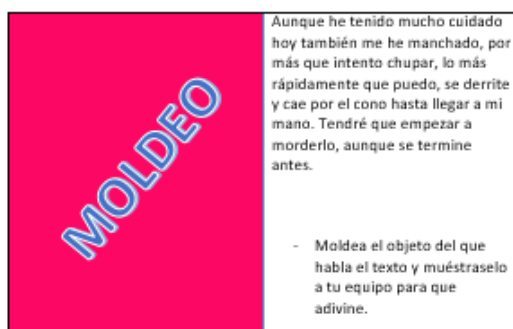 MOLDEO
Aunque he tenido mucho cuidado
hoy también me he manchado, por
más que intento chupar, lo más
rápidamente que puedo, se derrite
y cae por el cono hasta llegar a mi
mano. Tendré que empezar a
morderlo, aunque se termine
antes.
- Moldea el objeto del que
habla el texto y muéstraselo
a tu equipo para que
adivine.